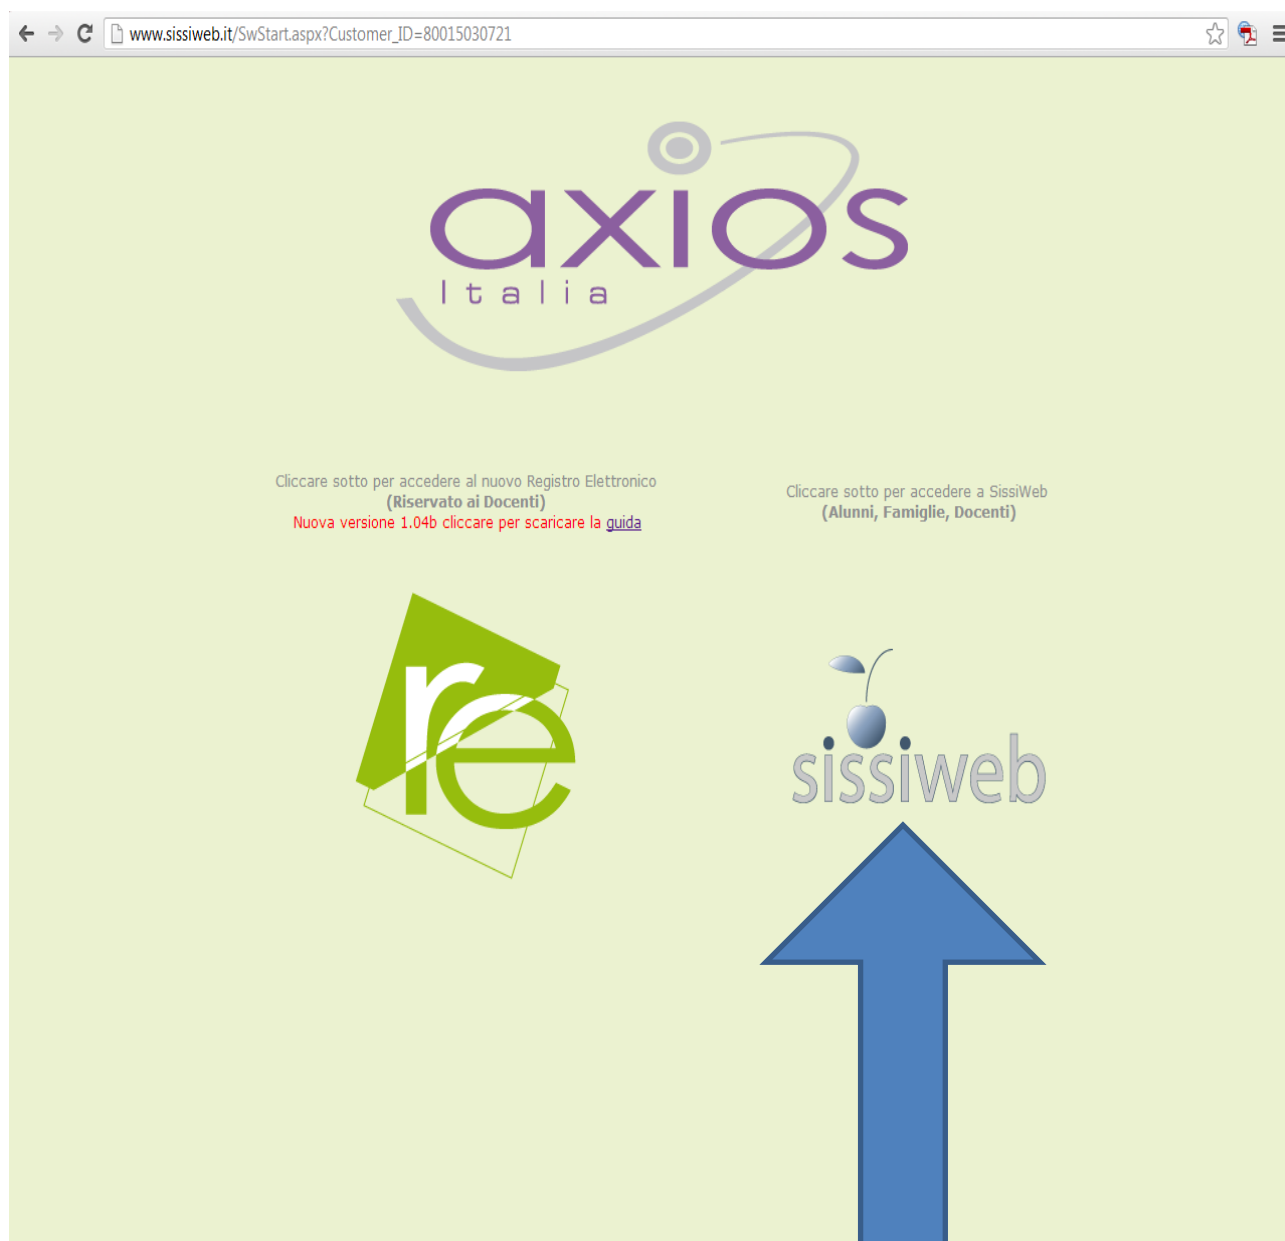 www.sissiweb.it/SwStart.aspx?Customer_ID=80015030721
axios
Italia
Cliccare sotto per accedere al nuovo Registro Elettronico
(Riservato ai Docenti)
Nuova versione 1.04b cliccare per scaricare la guida
Cliccare sotto per accedere a SissiWeb
(Alunni, Famiglie, Docenti)
re
sissiweb